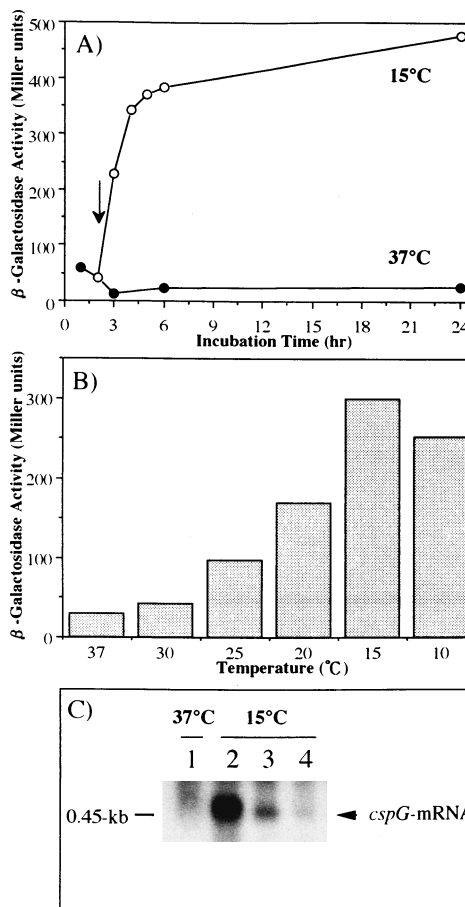 A)
β-Galactosidase Activity (Miller units)
500
400
300
200
100
0
15°C
37°C
0 3 6 9 12 15 18 21 24
Incubation Time (hr)
B)
β-Galactosidase Activity (Miller units)
300
200
100
0
37 30 25 20 15 10
Temperature (°C)
C)
37°C 15°C
1 2 3 4
0.45-kb
cspG-mRNA